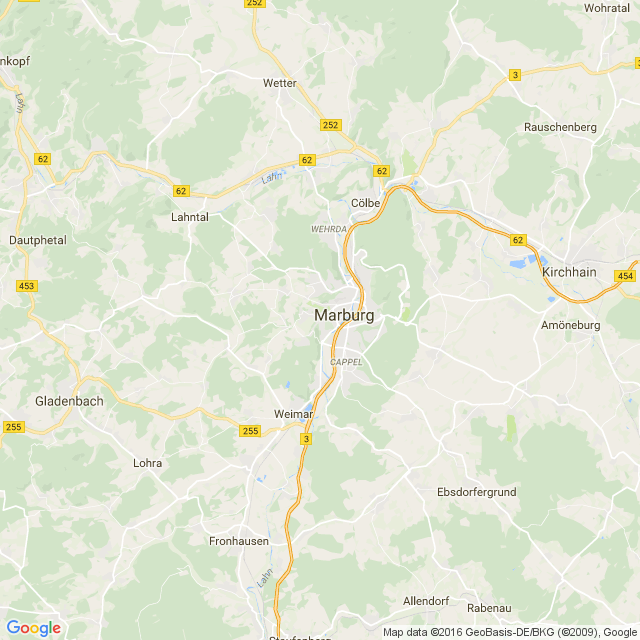 252
Wohratal
nkopf
Wetter
3
3
Lahn
252
Rauschenberg
62
62
Lahn
62
62
Cölbe
Lahntal
WEHRDA
Dautphetal
62
Kirchhain
454
453
Marburg
Amöneburg
CAPPEL
Gladenbach
Weimar
255
255
3
Lohra
Ebsdorfergrund
Fronhausen
Lahn
Allendorf
Rabenau
Google
Map data ©2016 GeoBasis-DE/BKG (©2009), Google
Staufenberg